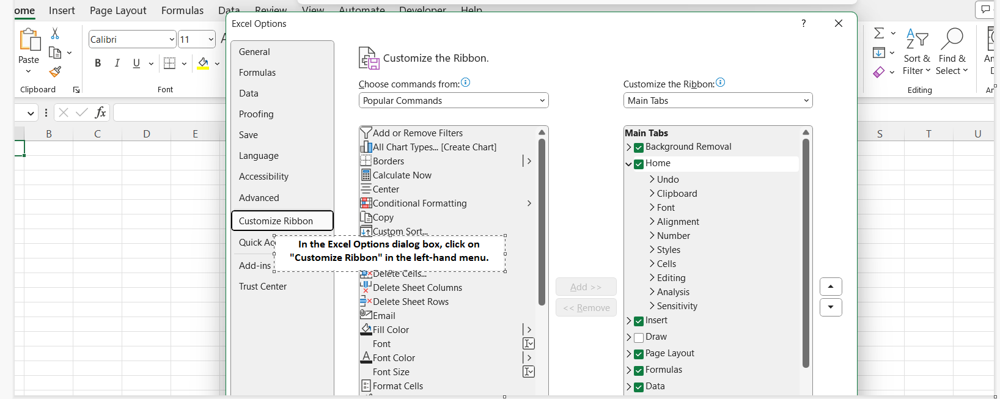 ome Insert Page Layout Formulas Data Review View Automate Developer Help
Excel Options ?
Calibri 11
Paste
B I U
Clipboard Font
fx
B C D E
General
Formulas
Data
Proofing
Save
Language
Accessibility
Advanced
Customize Ribbon
Quick Ac
Add-ins
Trust Center
Customize the Ribbon.
Choose commands from:
Popular Commands
Add or Remove Filters
All Chart Types... [Create Chart]
Borders
Calculate Now
Center
Conditional Formatting
Copy
Custom Sort...
In the Excel Options dialog box, click on
"Customize Ribbon" in the left-hand menu.
Delete Cells...
Delete Sheet Columns
Delete Sheet Rows
Email
Fill Color
Font
Font Color
Font Size
Format Cells
Add >>
<< Remove
Customize the Ribbon:
Main Tabs
Main Tabs
Background Removal
Home
Undo
Clipboard
Font
Alignment
Number
Styles
Cells
Editing
Analysis
Sensitivity
Insert
Draw
Page Layout
Formulas
Data
Sort & Find &
Filter Select
Editing
S T U